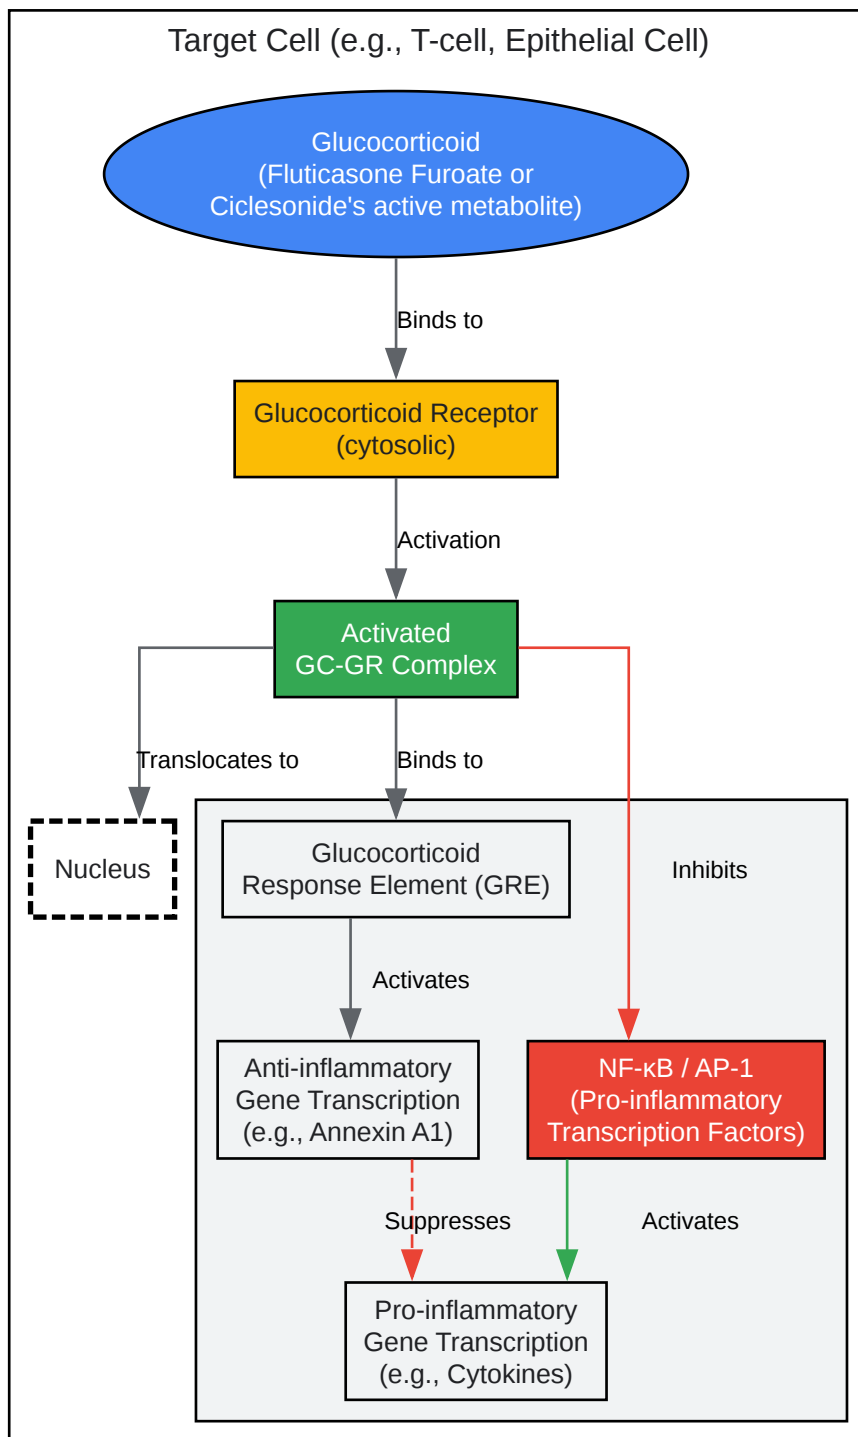 Target Cell (e.g., T-cell, Epithelial Cell)
Glucocorticoid
(Fluticasone Furoate or
Ciclesonide's active metabolite)
Binds to
Glucocorticoid Receptor
(cytosolic)
Activation
Activated
GC-GR Complex
Translocates to
Binds to
Nucleus
Glucocorticoid
Response Element (GRE)
Inhibits
Activates
Anti-inflammatory
Gene Transcription
(e.g., Annexin A1)
NF-κB / AP-1
(Pro-inflammatory
Transcription Factors)
Suppresses
Activates
Pro-inflammatory
Gene Transcription
(e.g., Cytokines)